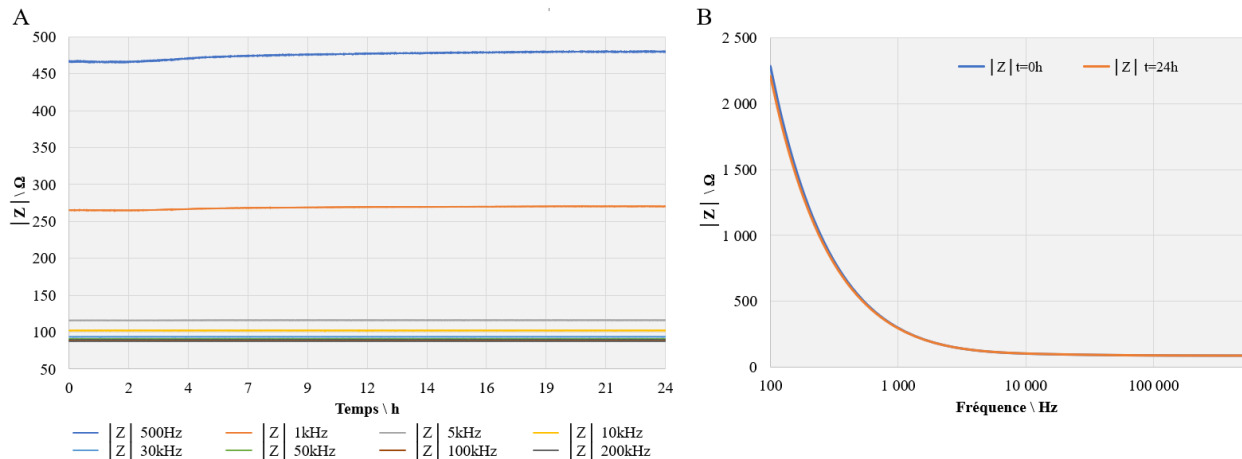 A
500
450
400
350
300
250
200
150
100
50
|Z| \ Ω
0 2 4 7 9 12 14 16 19 21 24
Temps \ h
|Z| 500Hz |Z| 1kHz |Z| 5kHz |Z| 10kHz
|Z| 30kHz |Z| 50kHz |Z| 100kHz |Z| 200kHz
B
2 500
2 000
1 500
1 000
500
0
|Z| \ Ω
|Z| t=0h |Z| t=24h
100 1 000 10 000 100 000
Fréquence \ Hz